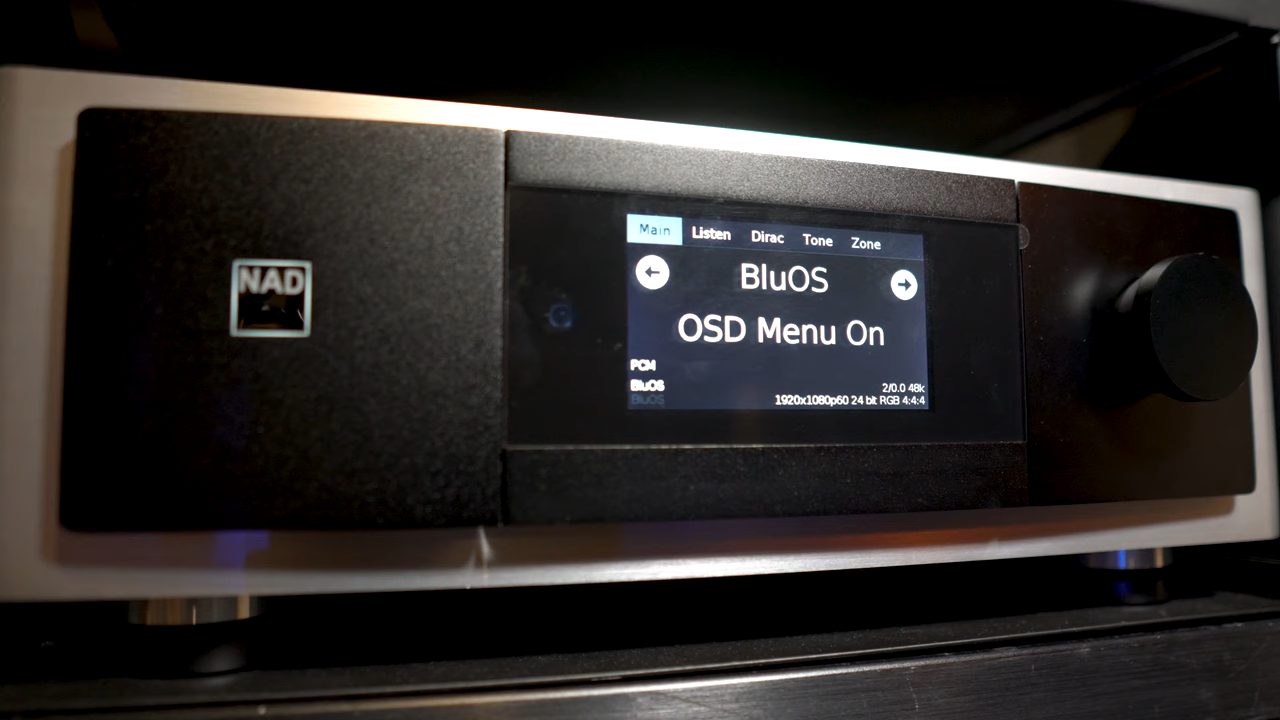 NAD
Main Listen Dirac Tone Zone
BluOS
OSD Menu On
PCM
BluOS 2/0.0 48k
BluOS 1920x1080p60 24 bit RGB 4:4:4